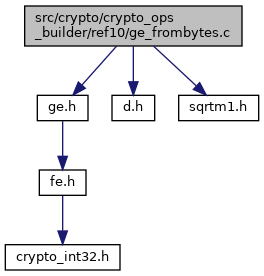 src/crypto/crypto_ops
_builder/ref10/ge_frombytes.c
ge.h
d.h
sqrtm1.h
fe.h
crypto_int32.h